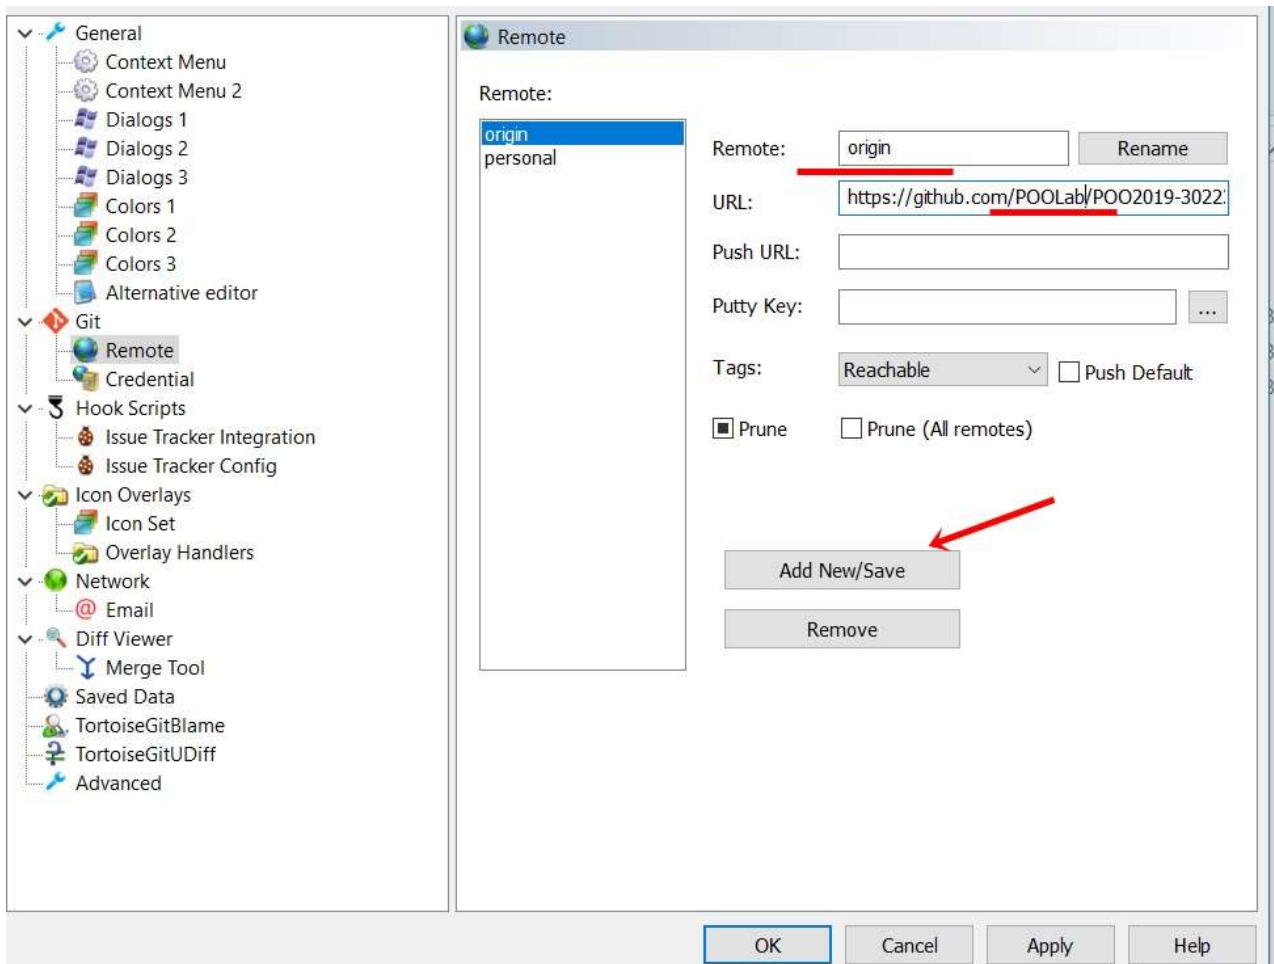 General
Context Menu
Context Menu 2
Dialogs 1
Dialogs 2
Dialogs 3
Colors 1
Colors 2
Colors 3
Alternative editor
Git
Remote
Credential
Hook Scripts
Issue Tracker Integration
Issue Tracker Config
Icon Overlays
Icon Set
Overlay Handlers
Network
Email
Diff Viewer
Merge Tool
Saved Data
TortoiseGitBlame
TortoiseGitUDiff
Advanced
Remote
Remote:
origin
personal
Remote: origin Rename
URL: https://github.com/POOLab/POO2019-3022
Push URL:
Putty Key: ...
Tags: Reachable Push Default
Prune Prune (All remotes)
Add New/Save
Remove
OK Cancel Apply Help